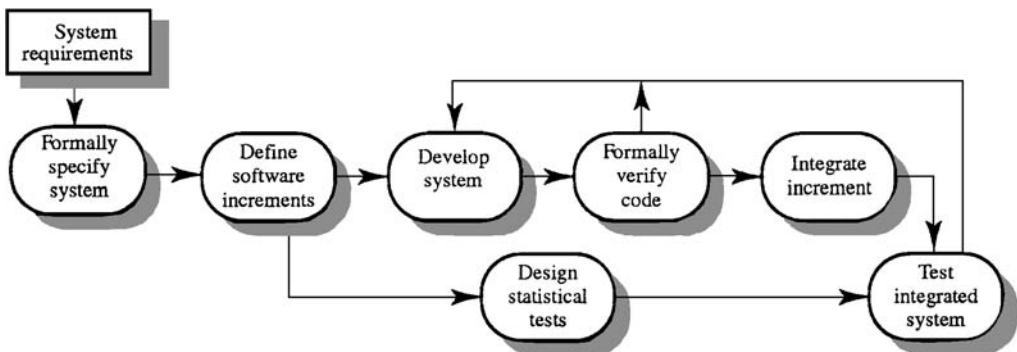 System
requirements
Formally
specify
system
Define
software
increments
Develop
system
Formally
verify
code
Integrate
increment
Design
statistical
tests
Test
integrated
system